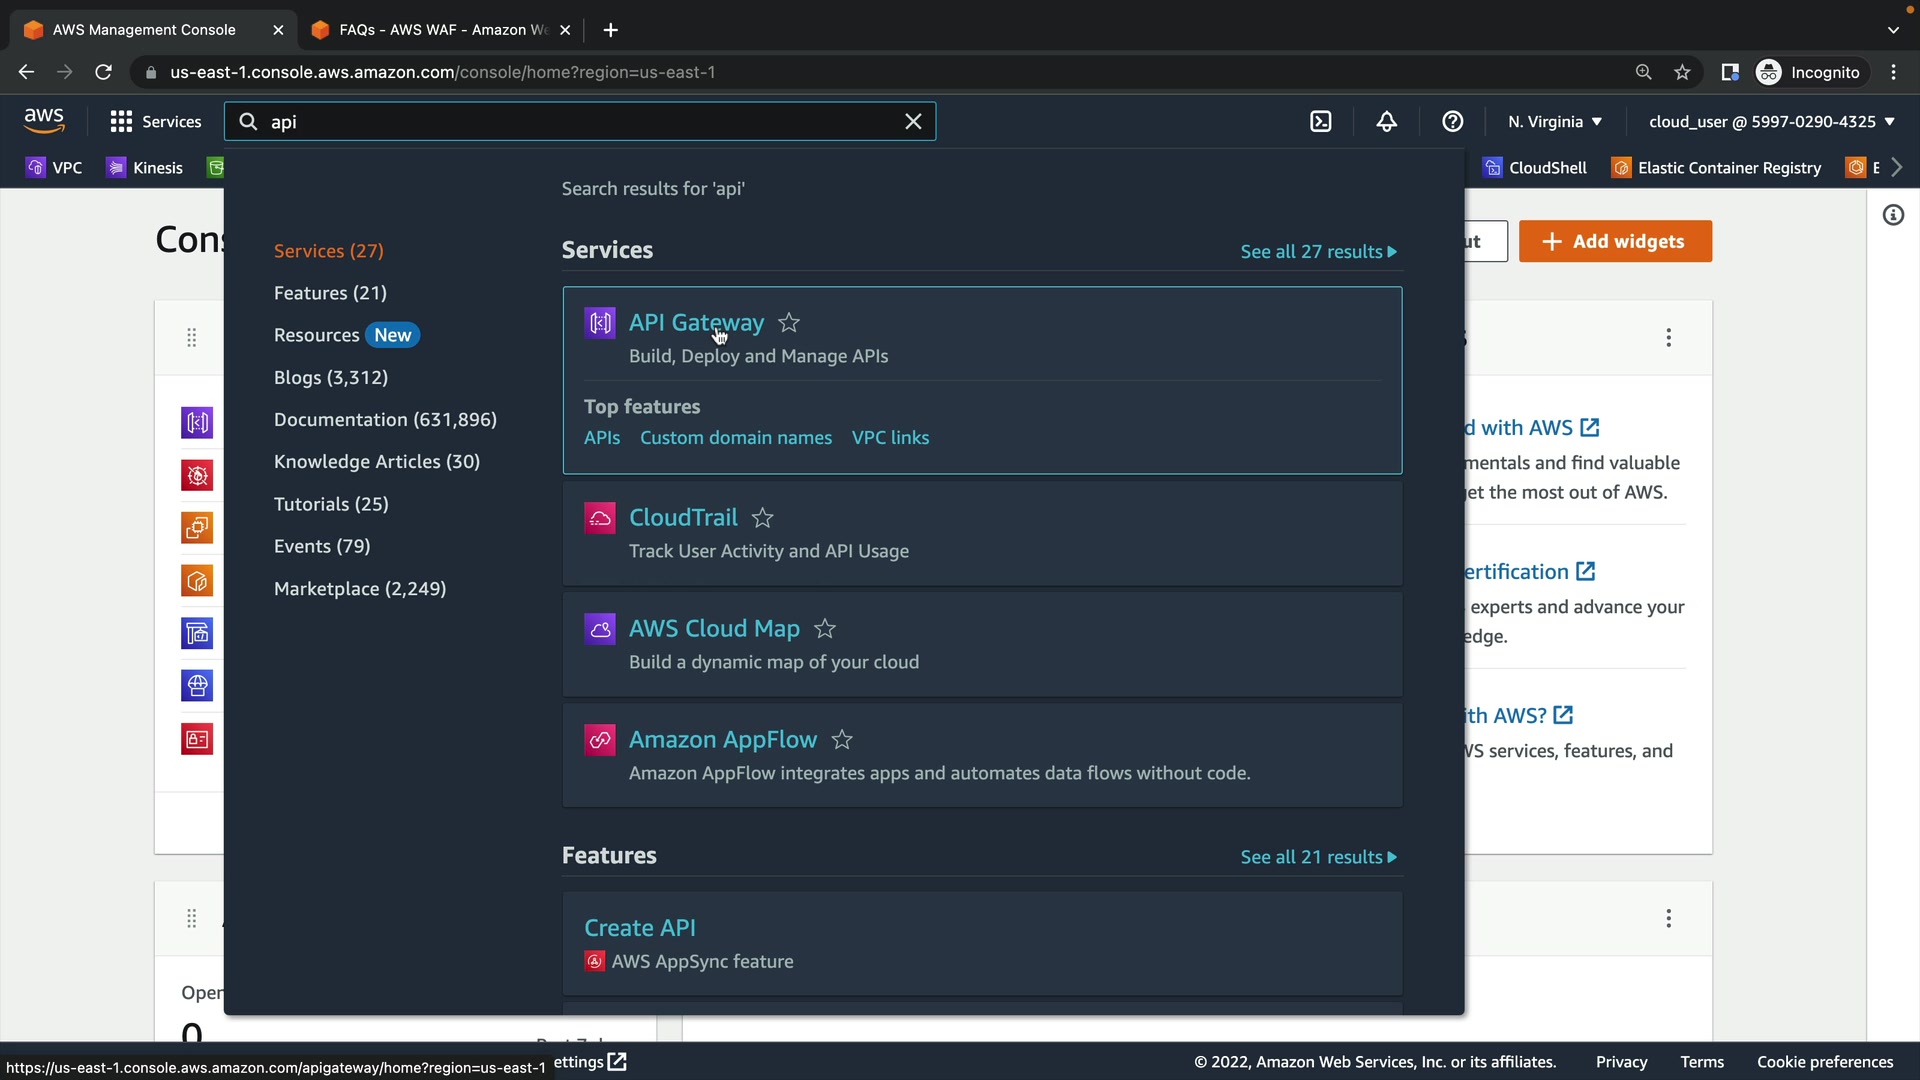 AWS Management Console
FAQs - AWS WAF - Amazon We
us-east-1.console.aws.amazon.com/console/home?region=us-east-1
Incognito
aws
Services
api
N. Virginia
cloud_user @ 5997-0290-4325
VPC
Kinesis
CloudShell
Elastic Container Registry
E
Search results for 'api'
Cons
ut
+ Add widgets
Services (27)
Features (21)
Resources New
Blogs (3,312)
Documentation (631,896)
Knowledge Articles (30)
Tutorials (25)
Events (79)
Marketplace (2,249)
Services
See all 27 results
API Gateway
Build, Deploy and Manage APIs
Top features
APIs Custom domain names VPC links
CloudTrail
Track User Activity and API Usage
AWS Cloud Map
Build a dynamic map of your cloud
Amazon AppFlow
Amazon AppFlow integrates apps and automates data flows without code.
Features
See all 21 results
Create API
AWS AppSync feature
d with AWS
mentals and find valuable
et the most out of AWS.
ertification
experts and advance your
edge.
ith AWS?
WS services, features, and
Open
0
ettings
https://us-east-1.console.aws.amazon.com/apigateway/home?region=us-east-1
© 2022, Amazon Web Services, Inc. or its affiliates.
Privacy
Terms
Cookie preferences